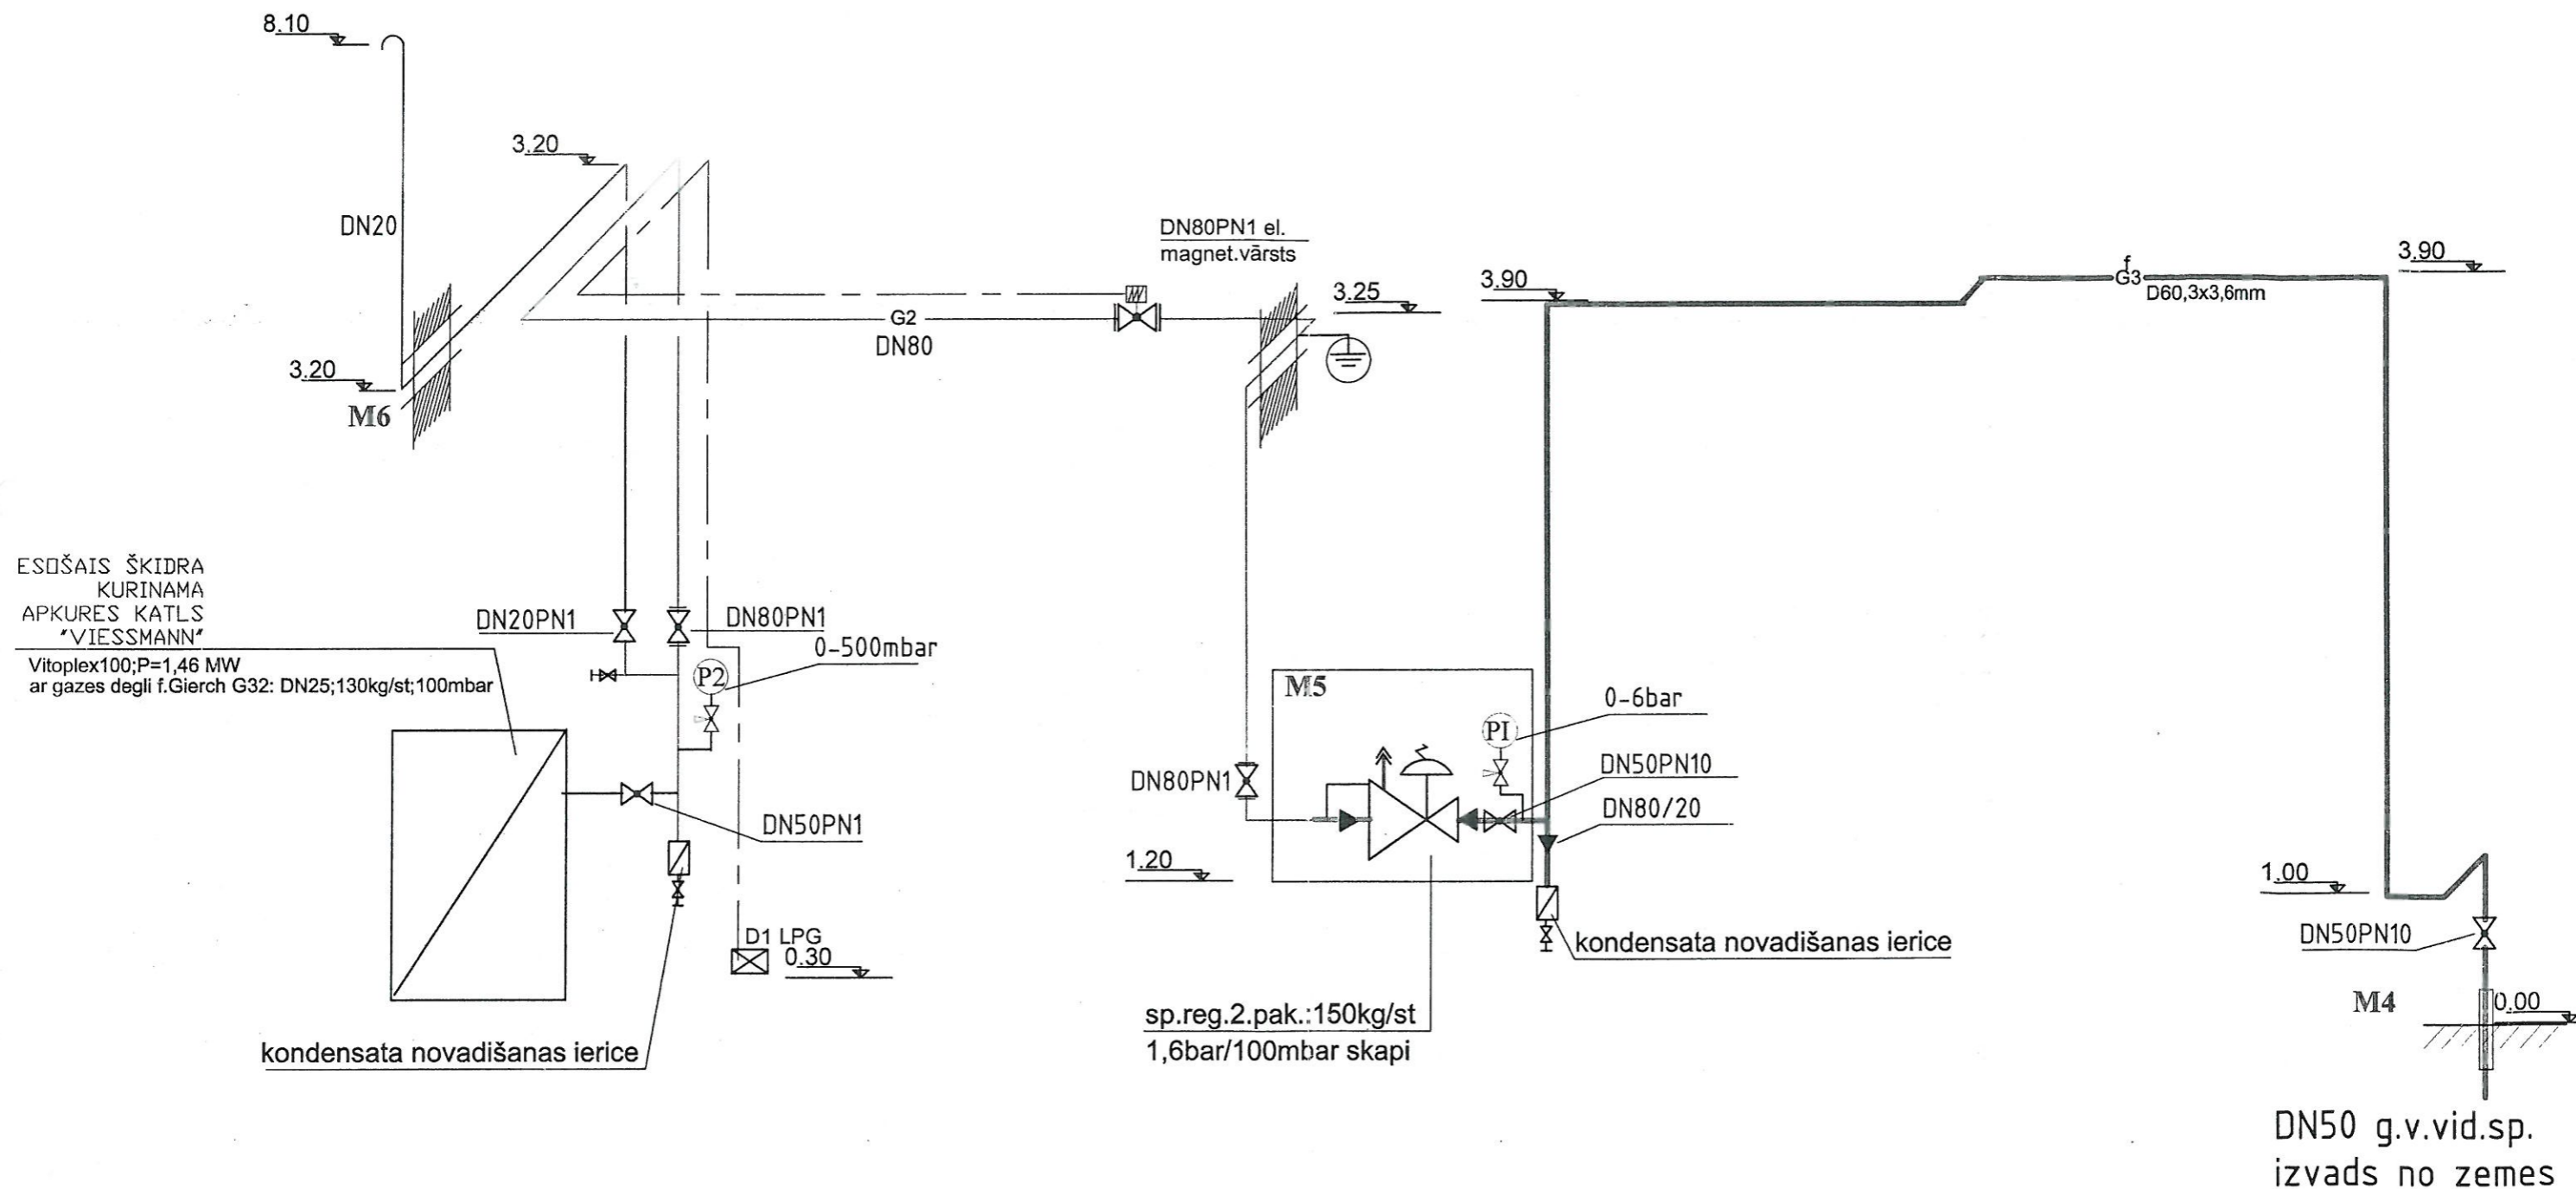 8.10
3.20
DN20
DN80PN1 el.
magnet.vārsts
3.90
f
G3
D60,3x3,6mm
3.90
3.25
G2
DN80
3.20
M6
ESOŠAIS ŠKIDRA
KURINAMA
APKURES KATLS
"VIESSMANN"
Vitoplex100;P=1,46 MW
ar gazes degli f.Gierch G32: DN25;130kg/st;100mbar
DN20PN1
DN80PN1
0-500mbar
P2
M5
0-6bar
PI
DN80PN1
DN50PN10
DN50PN1
DN80/20
1.20
1.00
D1 LPG
0.30
kondensata novadišanas ierice
DN50PN10
M4
0.00
sp.reg.2.pak.:150kg/st
1,6bar/100mbar skapi
kondensata novadišanas ierice
DN50 g.v.vid.sp.
izvads no zemes